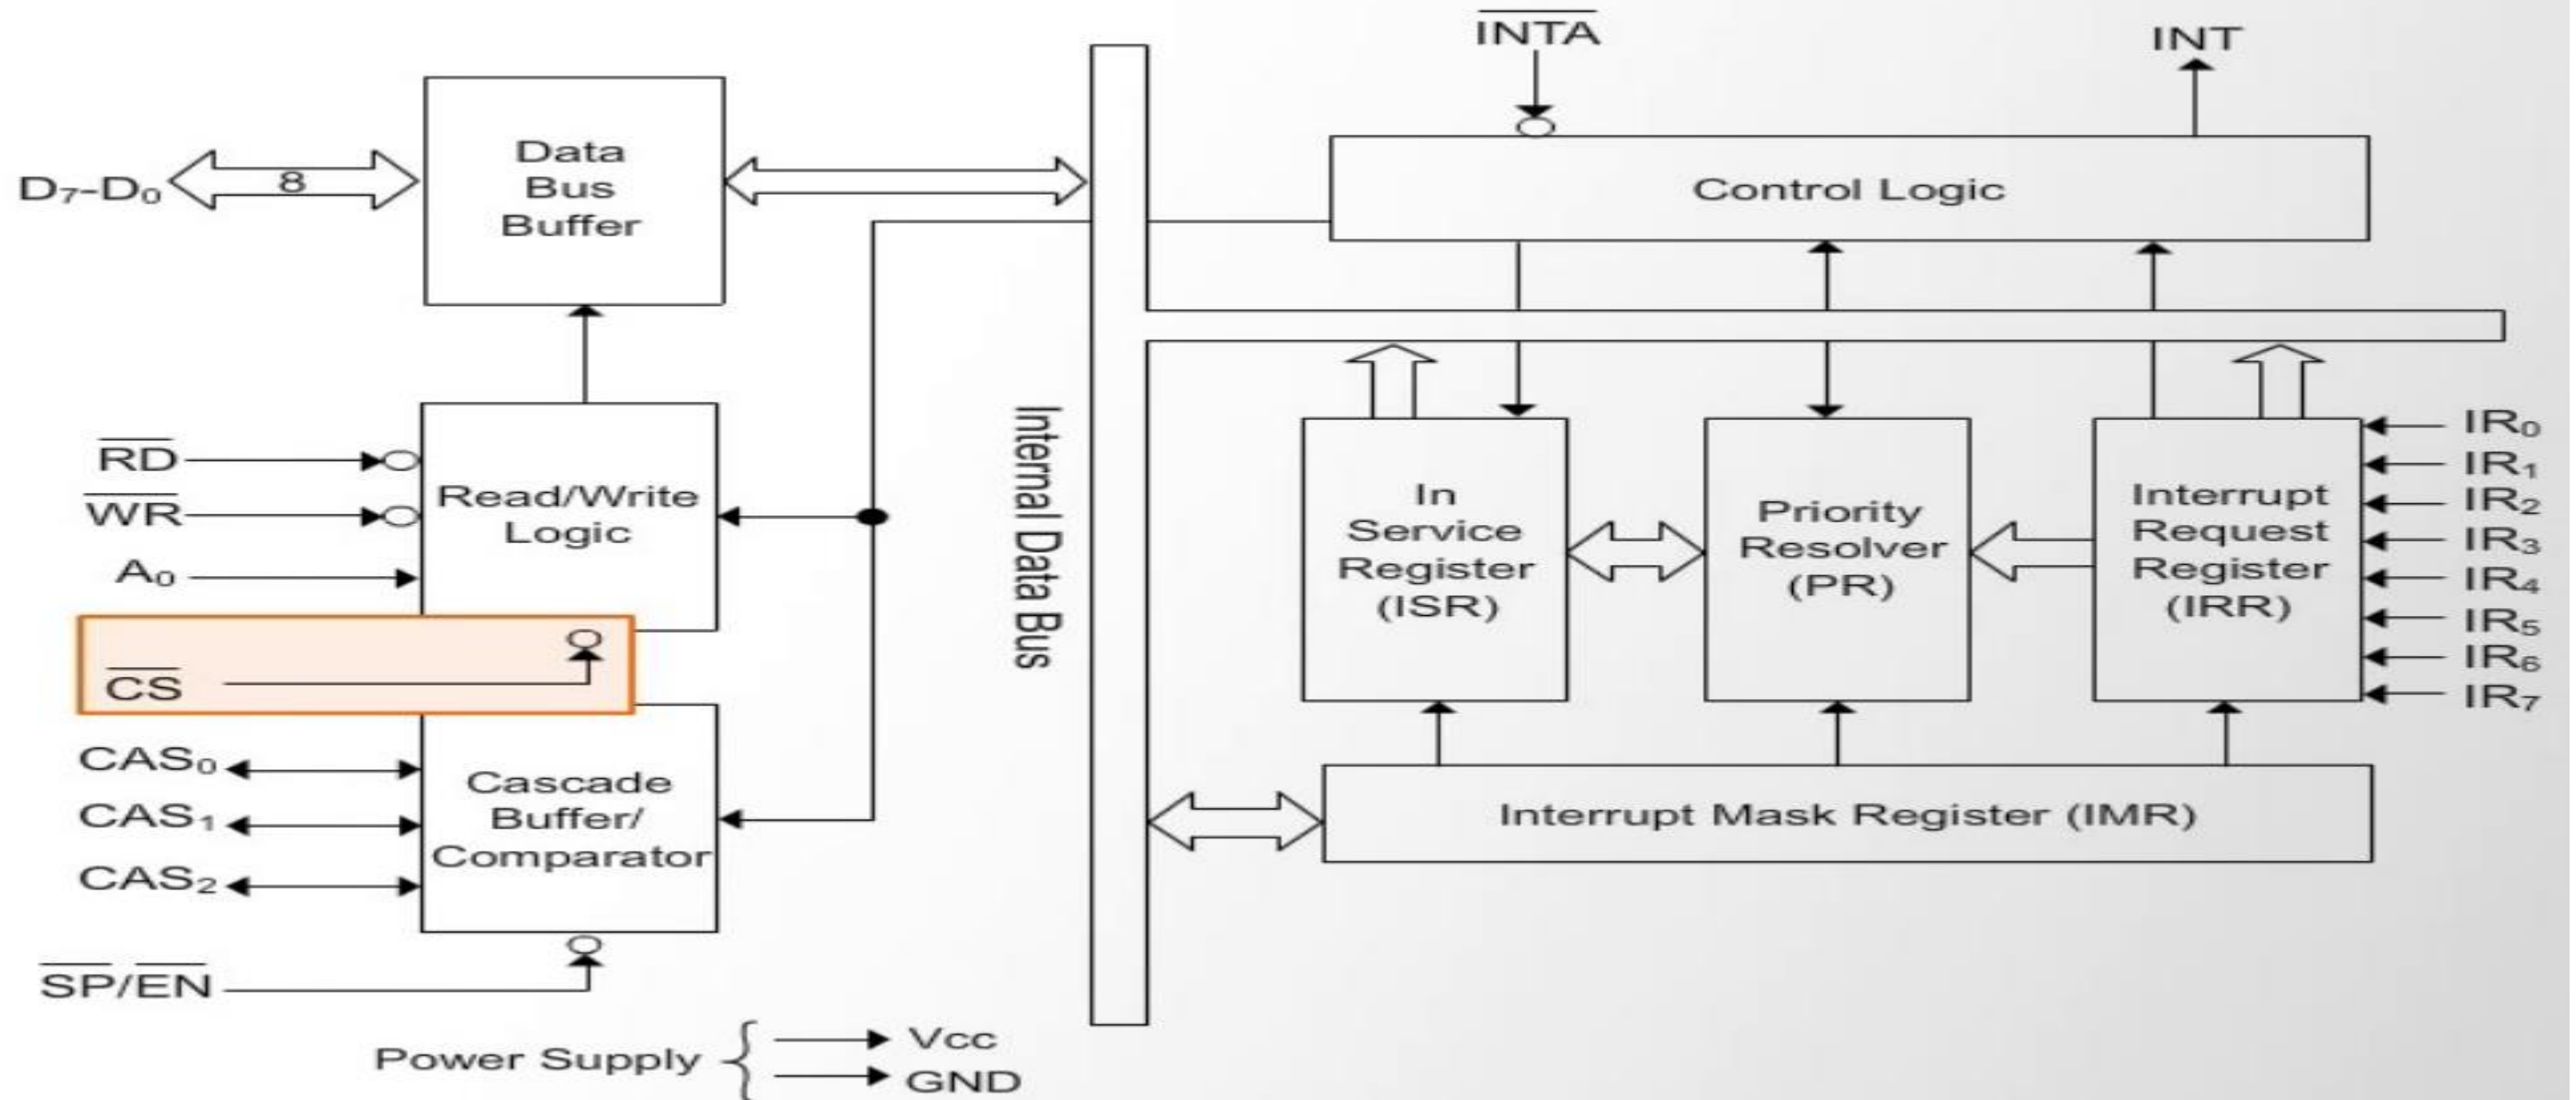 INTA
INT
D₇-D₀
8
Data
Bus
Buffer
Control Logic
RD
WR
A₀
CS
Read/Write
Logic
Internal Data Bus
In
Service
Register
(ISR)
Priority
Resolver
(PR)
Interrupt
Request
Register
(IRR)
IR₀
IR₁
IR₂
IR₃
IR₄
IR₅
IR₆
IR₇
CAS₀
CAS₁
CAS₂
Cascade
Buffer/
Comparator
Interrupt Mask Register (IMR)
SP/EN
Power Supply
Vcc
GND